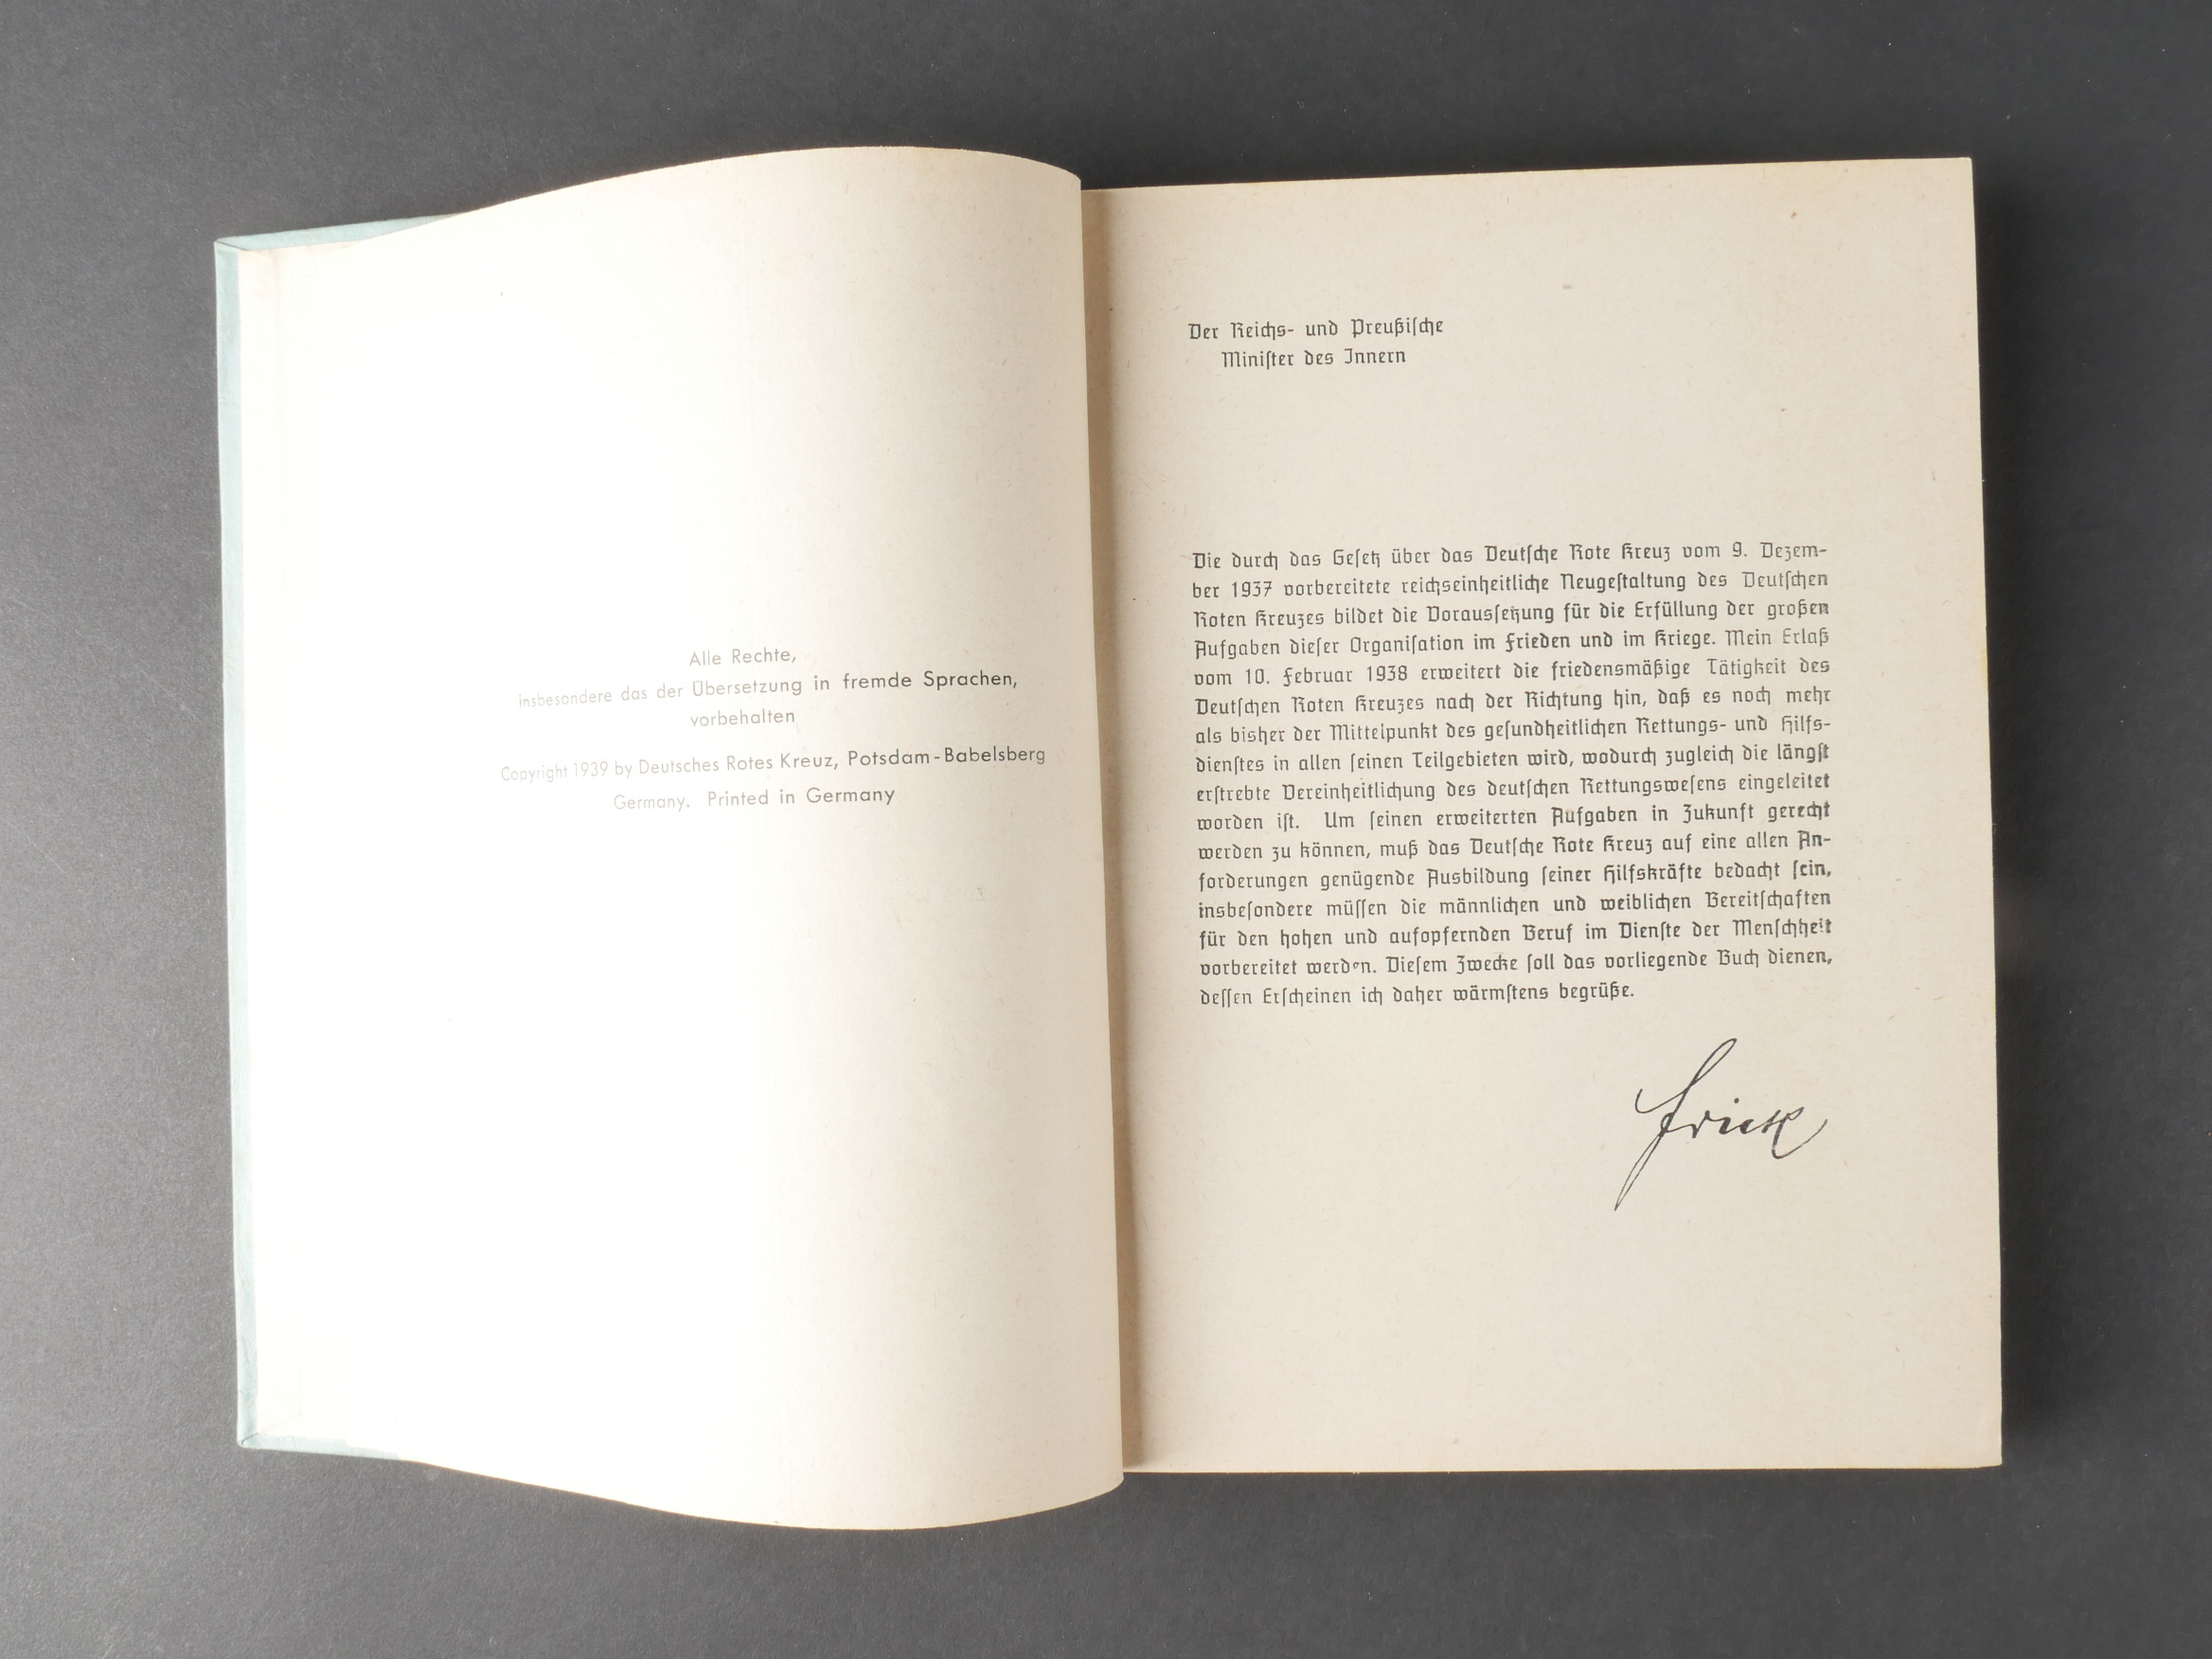 Alle Rechte,
insbesondere das der Übersetzung in fremde Sprachen,
vorbehalten
Copyright 1939 by Deutsches Rotes Kreuz, Potsdam-Babelsberg
Germany. Printed in Germany
Der Reichs- und Preußiſche
Miniſter des Innern
Die durch das Geſetz über das Deutſche Rote Kreuz vom 9. Dezem-
ber 1937 vorbereitete reichseinheitliche Neugeſtaltung des Deutſchen
Roten Kreuzes bildet die Vorausſetzung für die Erfüllung der großen
Aufgaben dieſer Organiſation im Frieden und im Kriege. Mein Erlaß
vom 10. Februar 1938 erweitert die friedensmäßige Tätigkeit des
Deutſchen Roten Kreuzes nach der Richtung hin, daß es noch mehr
als bisher der Mittelpunkt des geſundheitlichen Rettungs- und Hilfs-
dienſtes in allen ſeinen Teilgebieten wird, wodurch zugleich die längſt
erſtrebte Vereinheitlichung des deutſchen Rettungsweſens eingeleitet
worden iſt. Um ſeinen erweiterten Aufgaben in Zukunft gerecht
werden zu können, muß das Deutſche Rote Kreuz auf eine allen An-
forderungen genügende Ausbildung ſeiner Hilfskräfte bedacht ſein,
insbeſondere müſſen die männlichen und weiblichen Bereitſchaften
für den hohen und aufopfernden Beruf im Dienſte der Menſchheit
vorbereitet werden. Dieſem Zwecke ſoll das vorliegende Buch dienen,
deſſen Erſcheinen ich daher wärmſtens begrüße.
Frick